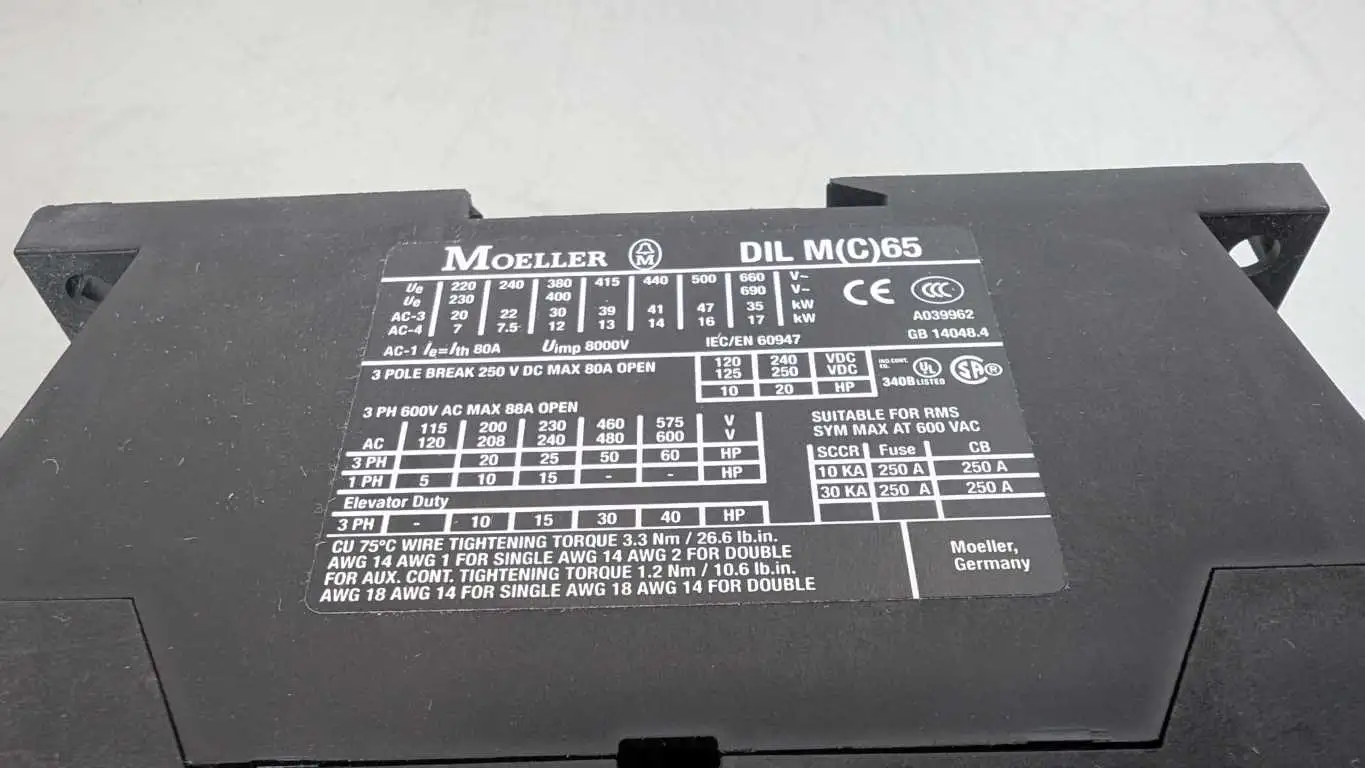 MOELLER DIL M(C)65
Ue 220 240 380 415 440 500 660 V~
Ue 230 400 690 V~
AC-3 20 22 30 39 41 47 35 kW
AC-4 7 7.5 12 13 14 16 17 kW
CE CCC
A039962
GB 14048.4
AC-1 Ie=Ith 80A Uimp 8000V IEC/EN 60947
3 POLE BREAK 250 V DC MAX 80A OPEN
120 240 VDC
125 250 VDC
10 20 HP
IND.CONT.
EQ.
340B UL LISTED SA®
3 PH 600V AC MAX 88A OPEN
115 200 230 460 575 V
AC 120 208 240 480 600 V
3 PH 20 25 50 60 HP
1 PH 5 10 15 - - HP
Elevator Duty
3 PH - 10 15 30 40 HP
SUITABLE FOR RMS
SYM MAX AT 600 VAC
SCCR Fuse CB
10 KA 250 A 250 A
30 KA 250 A 250 A
CU 75°C WIRE TIGHTENING TORQUE 3.3 Nm / 26.6 lb.in.
AWG 14 AWG 1 FOR SINGLE AWG 14 AWG 2 FOR DOUBLE
FOR AUX. CONT. TIGHTENING TORQUE 1.2 Nm / 10.6 lb.in.
AWG 18 AWG 14 FOR SINGLE AWG 18 AWG 14 FOR DOUBLE
Moeller,
Germany